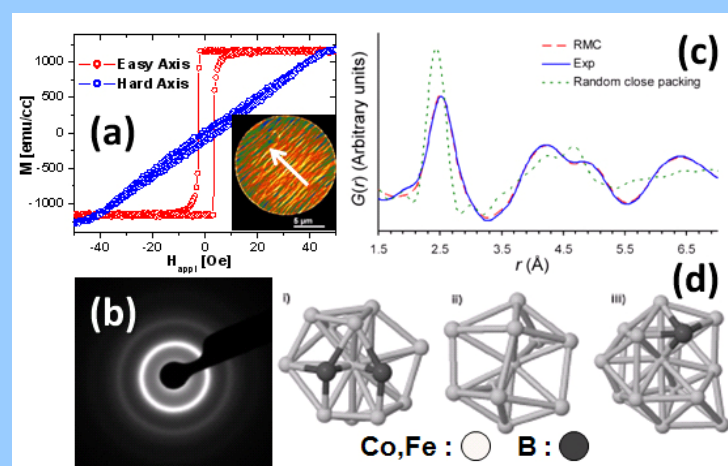 (a)
Easy Axis
Hard Axis
M [emu/cc]
1000
500
0
-500
-1000
-40 -20 0 20 40
H appl [Oe]
5 µm
(b)
(c)
RMC
Exp
Random close packing
G(r) (Arbitrary units)
1.5 2.5 3.5 4.5 5.5 6.5
r (Å)
(d)
i) ii) iii)
Co,Fe : B :